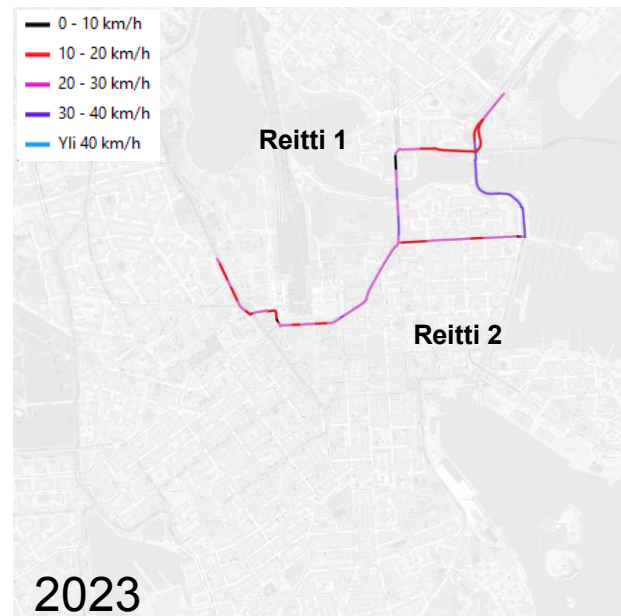 0 - 10 km/h
10 - 20 km/h
20 - 30 km/h
30 - 40 km/h
Yli 40 km/h
Reitti 1
Reitti 2
2023